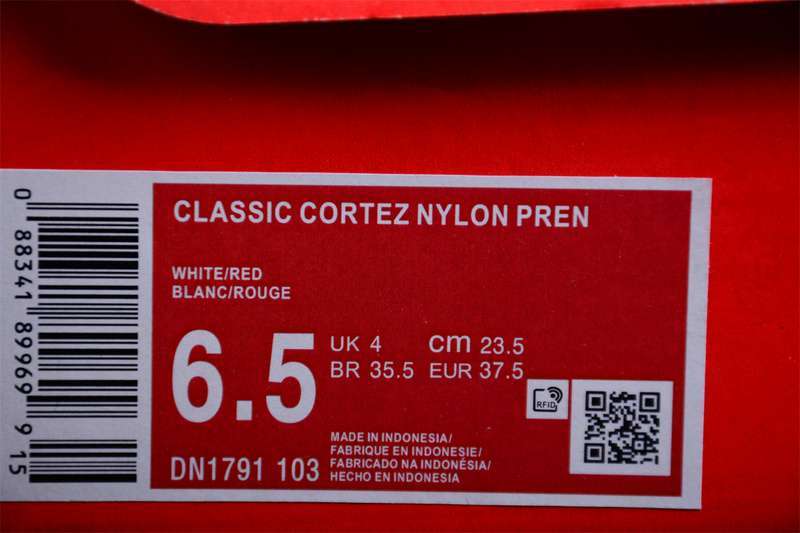 0 88341 89969 9 15
CLASSIC CORTEZ NYLON PREN
WHITE/RED
BLANC/ROUGE
6.5
UK 4 cm 23.5
BR 35.5 EUR 37.5
RFID
MADE IN INDONESIA/
FABRIQUE EN INDONESIE/
FABRICADO NA INDONÉSIA/
HECHO EN INDONESIA
DN1791 103